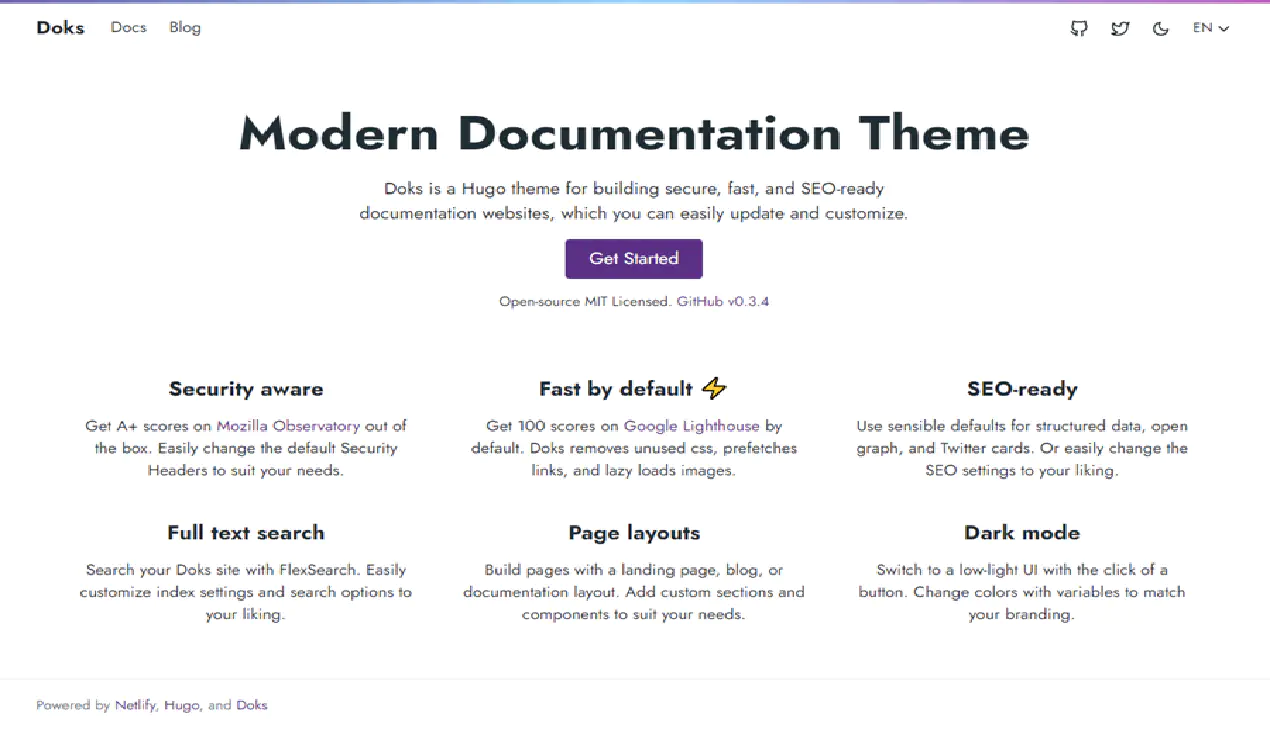 Doks Docs Blog EN
Modern Documentation Theme
Doks is a Hugo theme for building secure, fast, and SEO-ready
documentation websites, which you can easily update and customize.
Get Started
Open-source MIT Licensed. GitHub v0.3.4
Security aware
Get A+ scores on Mozilla Observatory out of
the box. Easily change the default Security
Headers to suit your needs.
Fast by default ⚡
Get 100 scores on Google Lighthouse by
default. Doks removes unused css, prefetches
links, and lazy loads images.
SEO-ready
Use sensible defaults for structured data, open
graph, and Twitter cards. Or easily change the
SEO settings to your liking.
Full text search
Search your Doks site with FlexSearch. Easily
customize index settings and search options to
your liking.
Page layouts
Build pages with a landing page, blog, or
documentation layout. Add custom sections and
components to suit your needs.
Dark mode
Switch to a low-light UI with the click of a
button. Change colors with variables to match
your branding.
Powered by Netlify, Hugo, and Doks